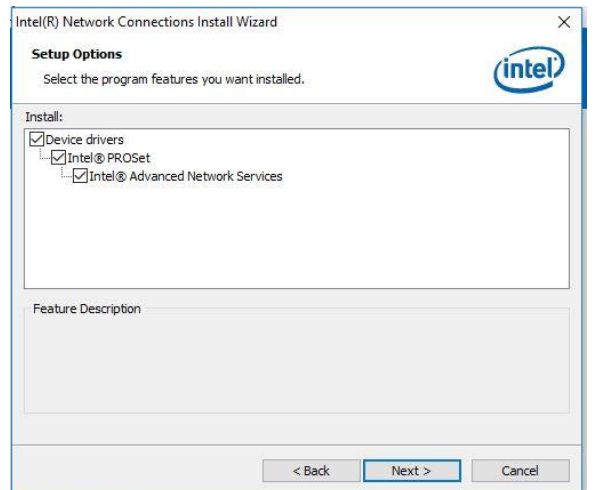 Intel(R) Network Connections Install Wizard
Setup Options
Select the program features you want installed.
intel
Install:
Device drivers
Intel® PROSet
Intel® Advanced Network Services
Feature Description
< Back
Next >
Cancel